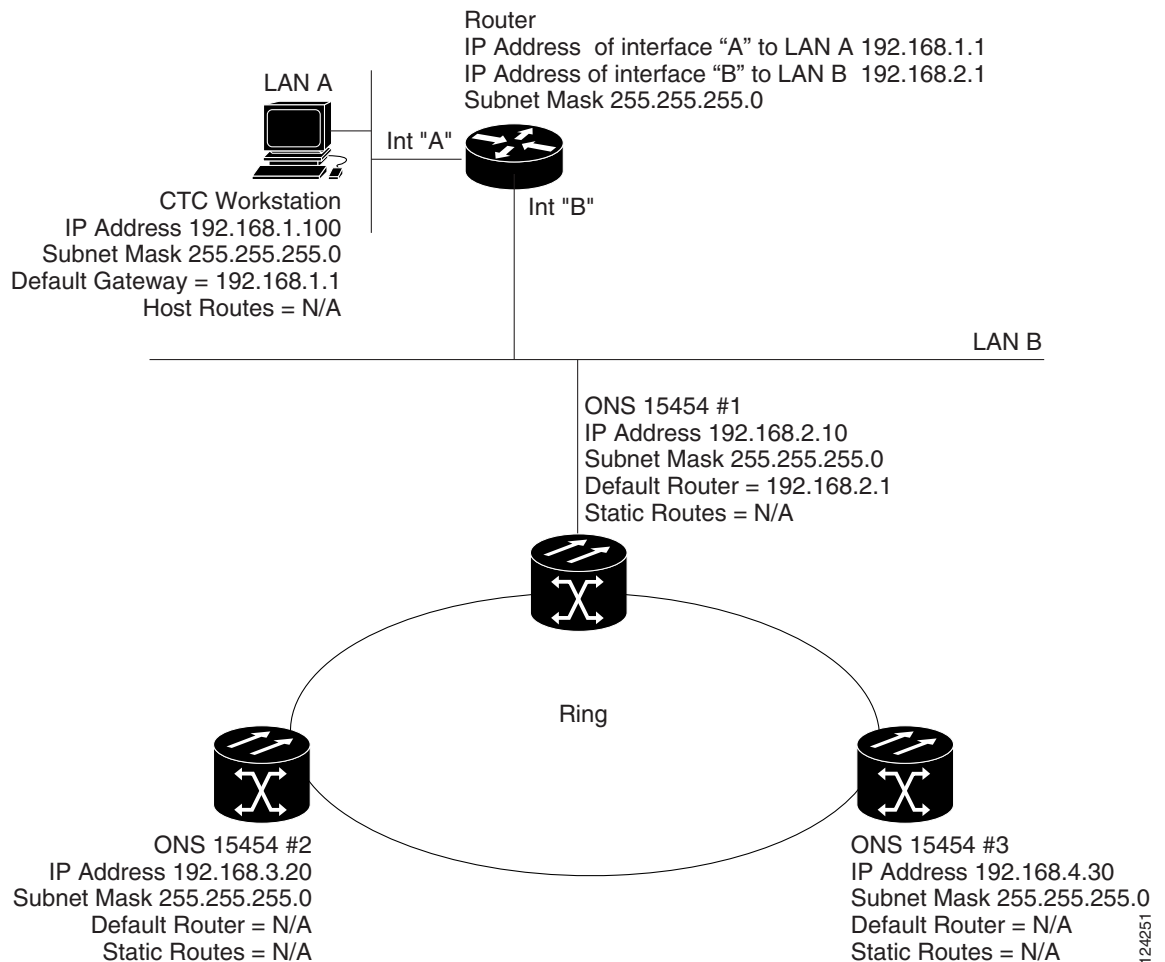 Router
IP Address of interface “A” to LAN A 192.168.1.1
IP Address of interface “B” to LAN B 192.168.2.1
Subnet Mask 255.255.255.0
LAN A
Int "A"
Int "B"
CTC Workstation
IP Address 192.168.1.100
Subnet Mask 255.255.255.0
Default Gateway = 192.168.1.1
Host Routes = N/A
LAN B
ONS 15454 #1
IP Address 192.168.2.10
Subnet Mask 255.255.255.0
Default Router = 192.168.2.1
Static Routes = N/A
Ring
ONS 15454 #2
IP Address 192.168.3.20
Subnet Mask 255.255.255.0
Default Router = N/A
Static Routes = N/A
ONS 15454 #3
IP Address 192.168.4.30
Subnet Mask 255.255.255.0
Default Router = N/A
Static Routes = N/A
124251